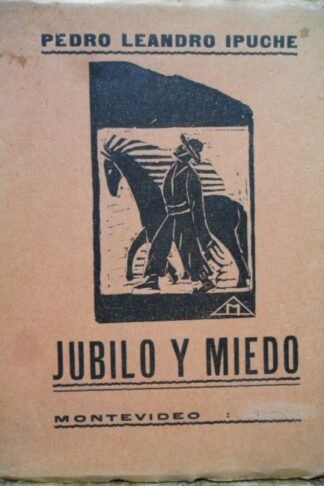 PEDRO LEANDRO IPUCHE
M
JUBILO Y MIEDO
MONTEVIDEO :